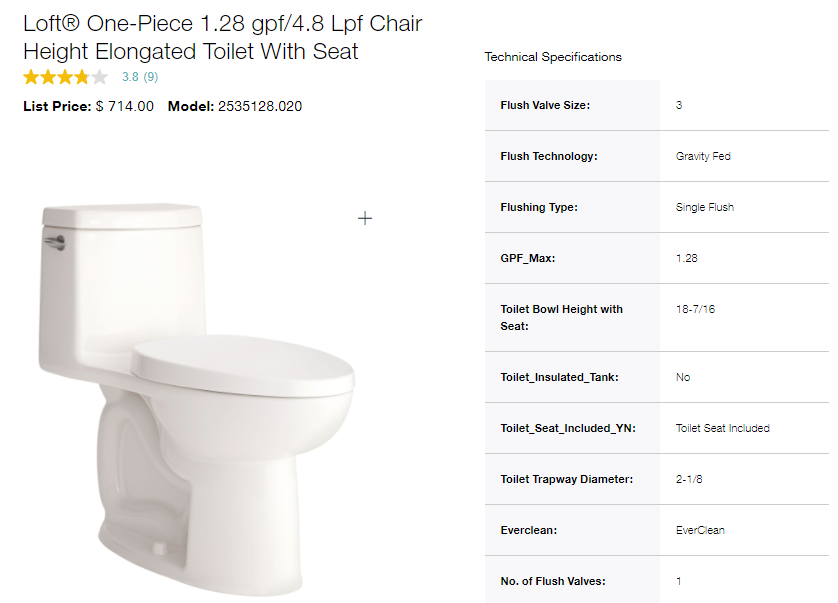 Loft® One-Piece 1.28 gpf/4.8 Lpf Chair
Height Elongated Toilet With Seat
3.8 (9)
List Price: $ 714.00 Model: 2535128.020
Technical Specifications
Flush Valve Size: 3
Flush Technology: Gravity Fed
Flushing Type: Single Flush
GPF_Max: 1.28
Toilet Bowl Height with 18-7/16
Seat:
Toilet_Insulated_Tank: No
Toilet_Seat_Included_YN: Toilet Seat Included
Toilet Trapway Diameter: 2-1/8
Everclean: EverClean
No. of Flush Valves: 1